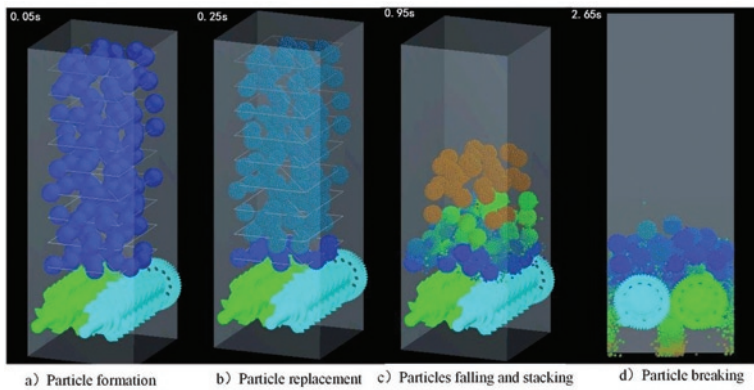 0.05s
0.25s
0.95s
2.65s
a) Particle formation
b) Particle replacement
c) Particles falling and stacking
d) Particle breaking